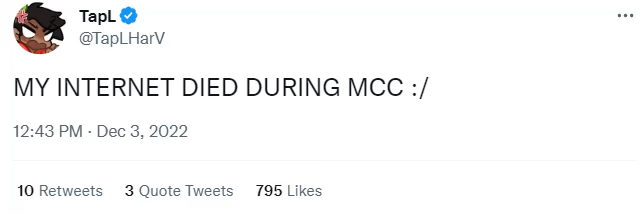 TapL
@TapLHarV
MY INTERNET DIED DURING MCC :/
12:43 PM · Dec 3, 2022
10 Retweets 3 Quote Tweets 795 Likes